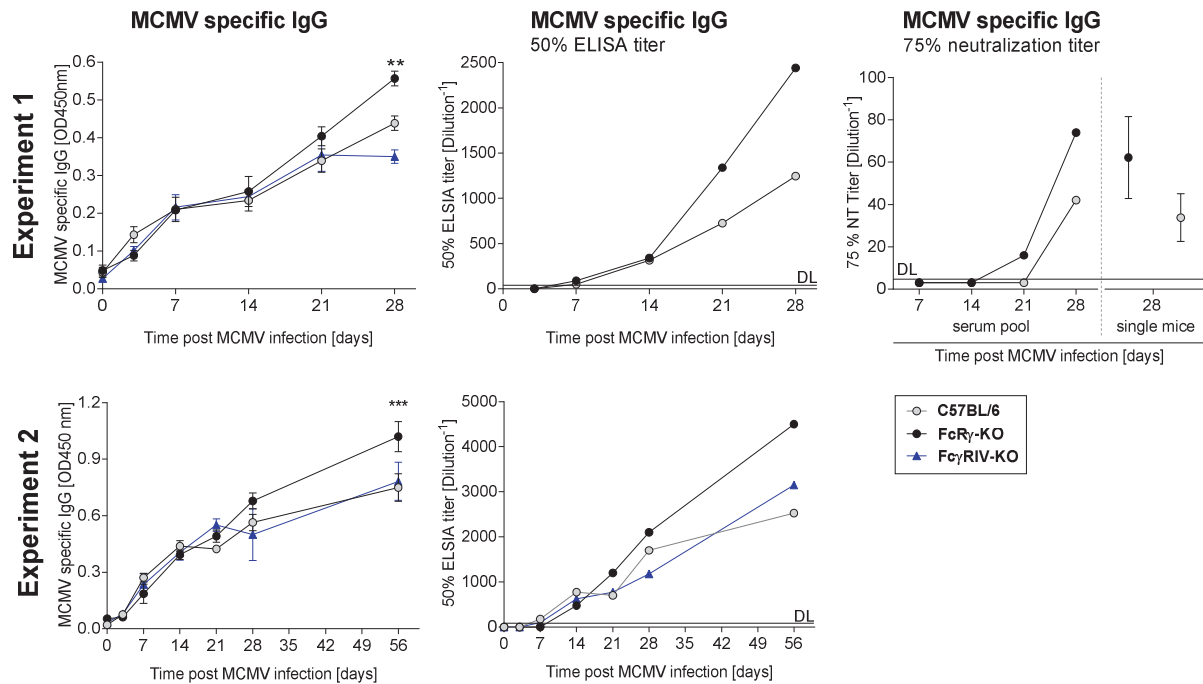 MCMV specific IgG
MCMV specific IgG
50% ELISA titer
MCMV specific IgG
75% neutralization titer
Experiment 1
MCMV specific IgG [OD450nm]
0.6
0.5
0.4
0.3
0.2
0.1
0.0
**
0 7 14 21 28
Time post MCMV infection [days]
50% ELSIA titer [Dilution-1]
2500
2000
1500
1000
500
0
DL
0 7 14 21 28
Time post MCMV infection [days]
75 % NT Titer [Dilution-1]
100
80
60
40
20
0
DL
7 14 21 28 28
serum pool single mice
Time post MCMV infection [days]
Experiment 2
MCMV specific IgG [OD450 nm]
1.2
0.9
0.6
0.3
0.0
***
0 7 14 21 28 35 42 49 56
Time post MCMV infection [days]
50% ELSIA titer [Dilution-1]
5000
4000
3000
2000
1000
0
DL
0 7 14 21 28 35 42 49 56
Time post MCMV infection [days]
C57BL/6
FcRγ-KO
FcγRIV-KO